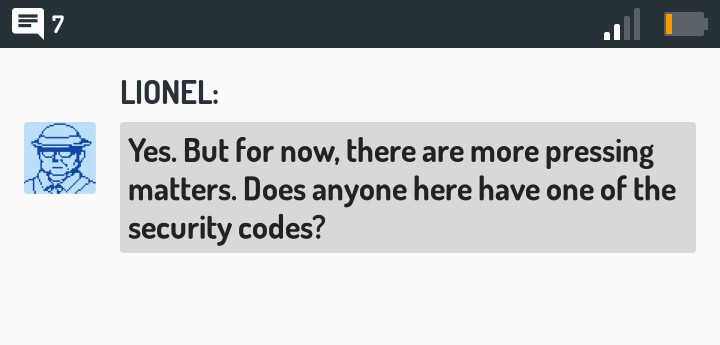 7
LIONEL:
Yes. But for now, there are more pressing
matters. Does anyone here have one of the
security codes?